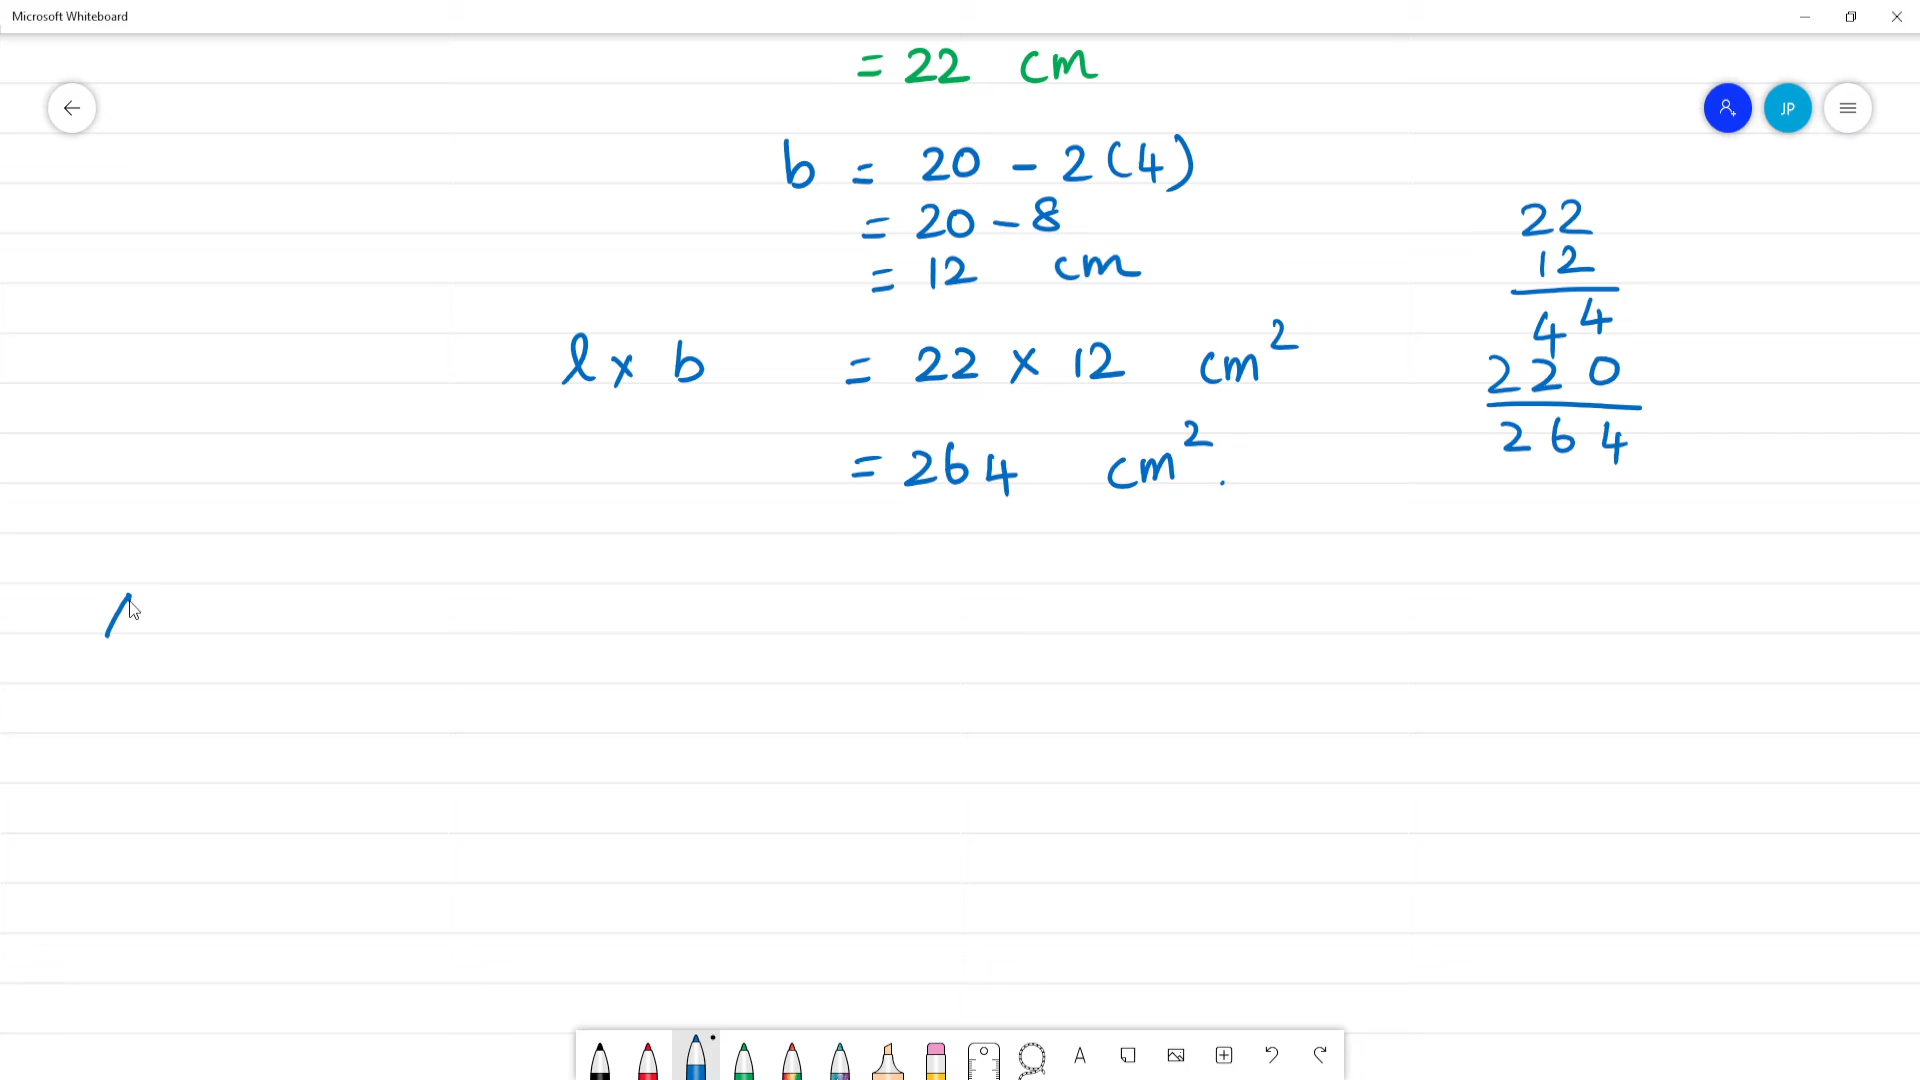 Microsoft Whiteboard
= 22 cm
JP
b = 20 - 2(4)
= 20 - 8
= 12 cm
l x b = 22 x 12 cm²
= 264 cm².
22
12
44
220
264
A